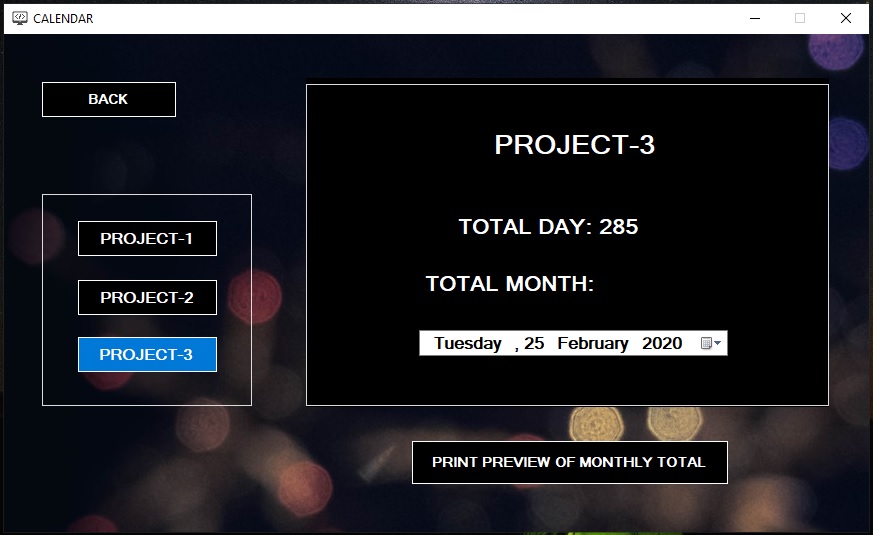 CALENDAR
BACK
PROJECT-1
PROJECT-2
PROJECT-3
PROJECT-3
TOTAL DAY: 285
TOTAL MONTH:
Tuesday , 25 February 2020
PRINT PREVIEW OF MONTHLY TOTAL